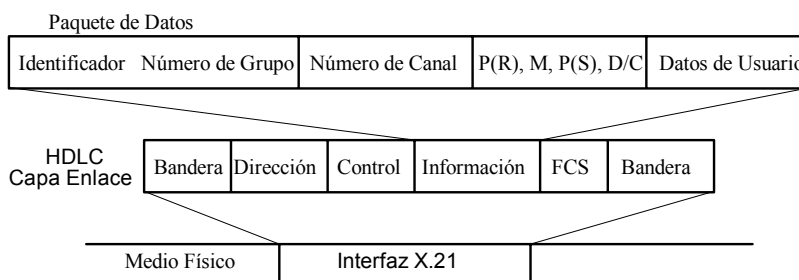 Paquete de Datos
Identificador Número de Grupo Número de Canal P(R), M, P(S), D/C Datos de Usuario
HDLC
Capa Enlace
Bandera Dirección Control Información FCS Bandera
Medio Físico Interfaz X.21